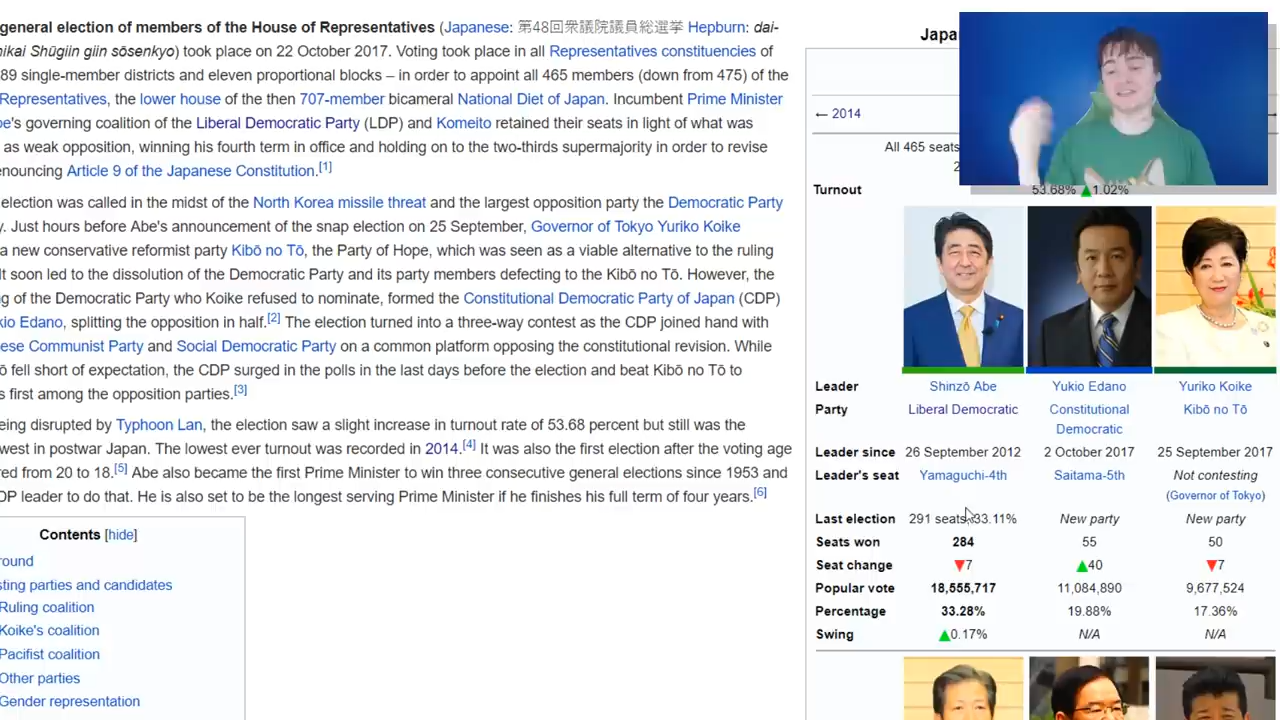 general election of members of the House of Representatives (Japanese: 第48回衆議院議員総選挙 Hepburn: dai-
hikai Shūgiin giin sōsenkyo) took place on 22 October 2017. Voting took place in all Representatives constituencies of
89 single-member districts and eleven proportional blocks – in order to appoint all 465 members (down from 475) of the
Representatives, the lower house of the then 707-member bicameral National Diet of Japan. Incumbent Prime Minister
be's governing coalition of the Liberal Democratic Party (LDP) and Komeito retained their seats in light of what was
as weak opposition, winning his fourth term in office and holding on to the two-thirds supermajority in order to revise
enouncing Article 9 of the Japanese Constitution.[1]
election was called in the midst of the North Korea missile threat and the largest opposition party the Democratic Party
y. Just hours before Abe's announcement of the snap election on 25 September, Governor of Tokyo Yuriko Koike
a new conservative reformist party Kibō no Tō, the Party of Hope, which was seen as a viable alternative to the ruling
It soon led to the dissolution of the Democratic Party and its party members defecting to the Kibō no Tō. However, the
g of the Democratic Party who Koike refused to nominate, formed the Constitutional Democratic Party of Japan (CDP)
kio Edano, splitting the opposition in half.[2] The election turned into a three-way contest as the CDP joined hand with
ese Communist Party and Social Democratic Party on a common platform opposing the constitutional revision. While
ō fell short of expectation, the CDP surged in the polls in the last days before the election and beat Kibō no Tō to
s first among the opposition parties.[3]
eing disrupted by Typhoon Lan, the election saw a slight increase in turnout rate of 53.68 percent but still was the
west in postwar Japan. The lowest ever turnout was recorded in 2014.[4] It was also the first election after the voting age
red from 20 to 18.[5] Abe also became the first Prime Minister to win three consecutive general elections since 1953 and
DP leader to do that. He is also set to be the longest serving Prime Minister if he finishes his full term of four years.[6]
Contents [hide]
round
sting parties and candidates
Ruling coalition
Koike's coalition
Pacifist coalition
Other parties
Gender representation
Japa
← 2014
All 465 seats
2
Turnout 53.68% ▲1.02%
Leader Shinzō Abe Yukio Edano Yuriko Koike
Party Liberal Democratic Constitutional Kibō no Tō
Democratic
Leader since 26 September 2012 2 October 2017 25 September 2017
Leader's seat Yamaguchi-4th Saitama-5th Not contesting
(Governor of Tokyo)
Last election 291 seats, 33.11% New party New party
Seats won 284 55 50
Seat change ▼7 ▲40 ▼7
Popular vote 18,555,717 11,084,890 9,677,524
Percentage 33.28% 19.88% 17.36%
Swing ▲0.17% N/A N/A